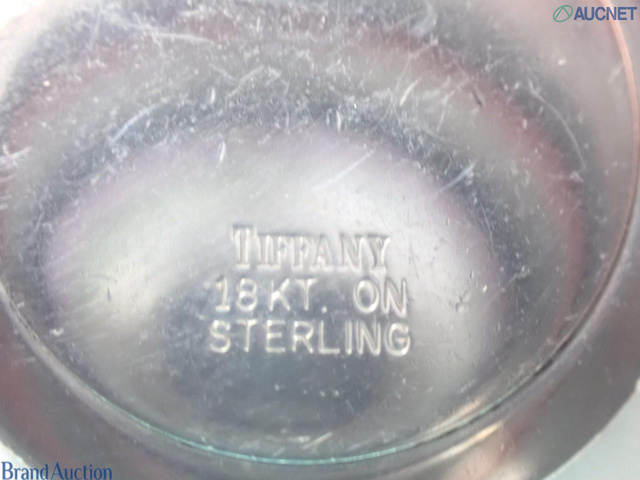 AUCNET
TIFFANY
18KT. ON
STERLING
BrandAuction